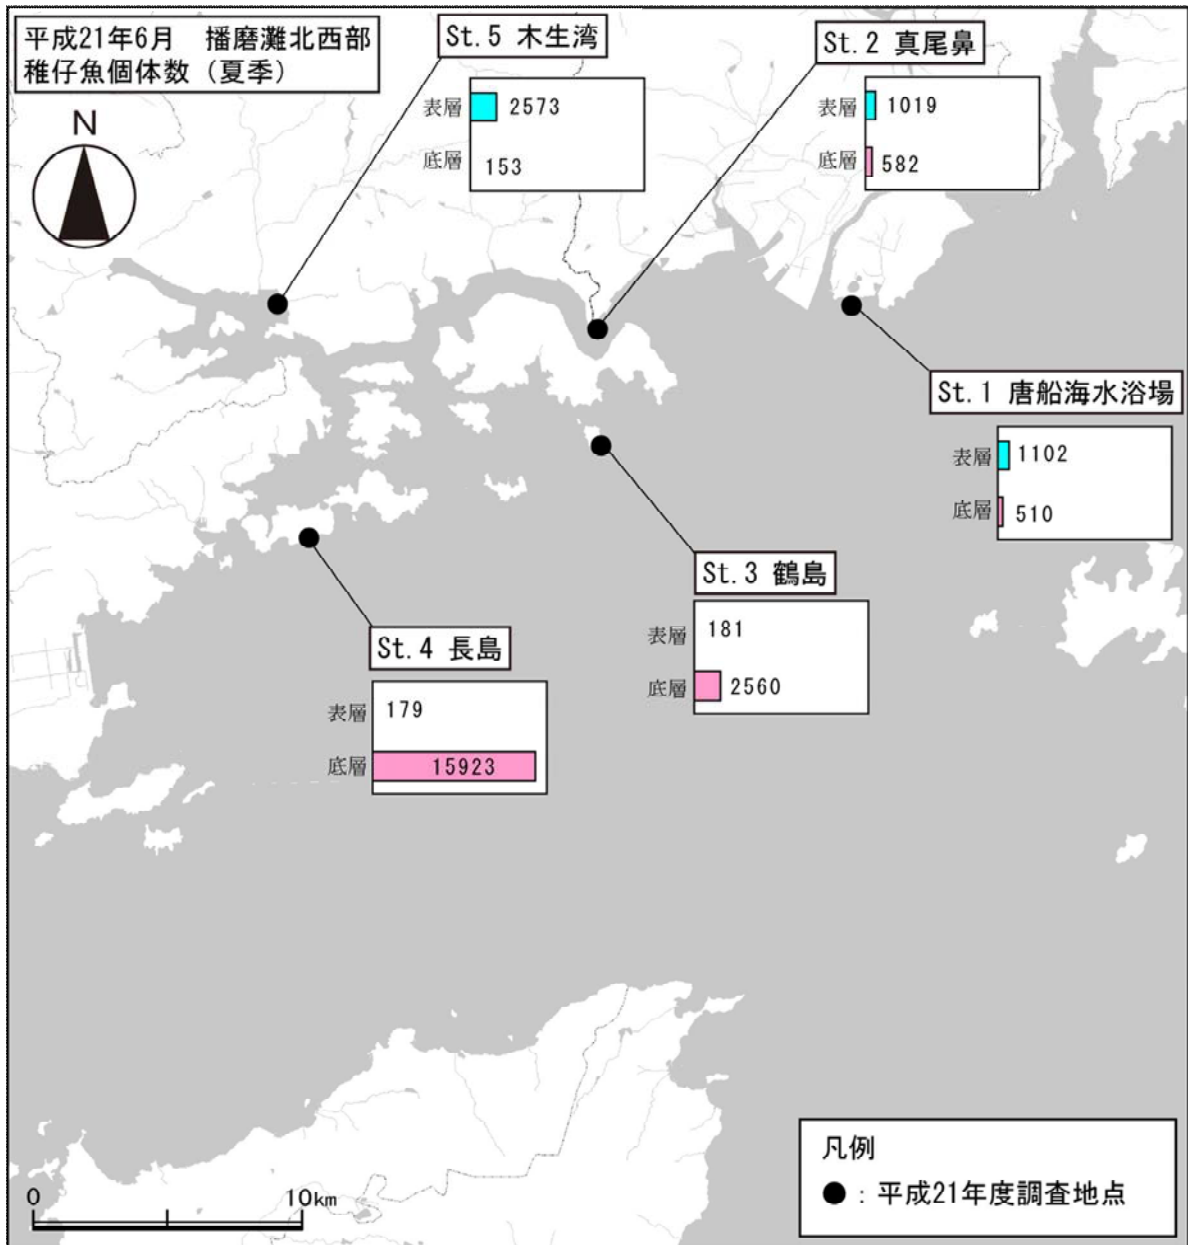 平成21年6月　播磨灘北西部
稚仔魚個体数（夏季）
N
St.5 木生湾
表層 2573
底層 153
St.2 真尾鼻
表層 1019
底層 582
St.1 唐船海水浴場
表層 1102
底層 510
St.3 鶴島
表層 181
底層 2560
St.4 長島
表層 179
底層 15923
0 10km
凡例
●：平成21年度調査地点